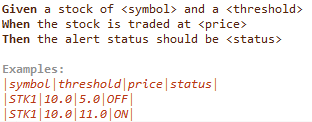 Given a stock of <symbol> and a <threshold>
When the stock is traded at <price>
Then the alert status should be <status>
Examples:
|symbol|threshold|price|status|
|STK1|10.0|5.0|OFF|
|STK1|10.0|11.0|ON|